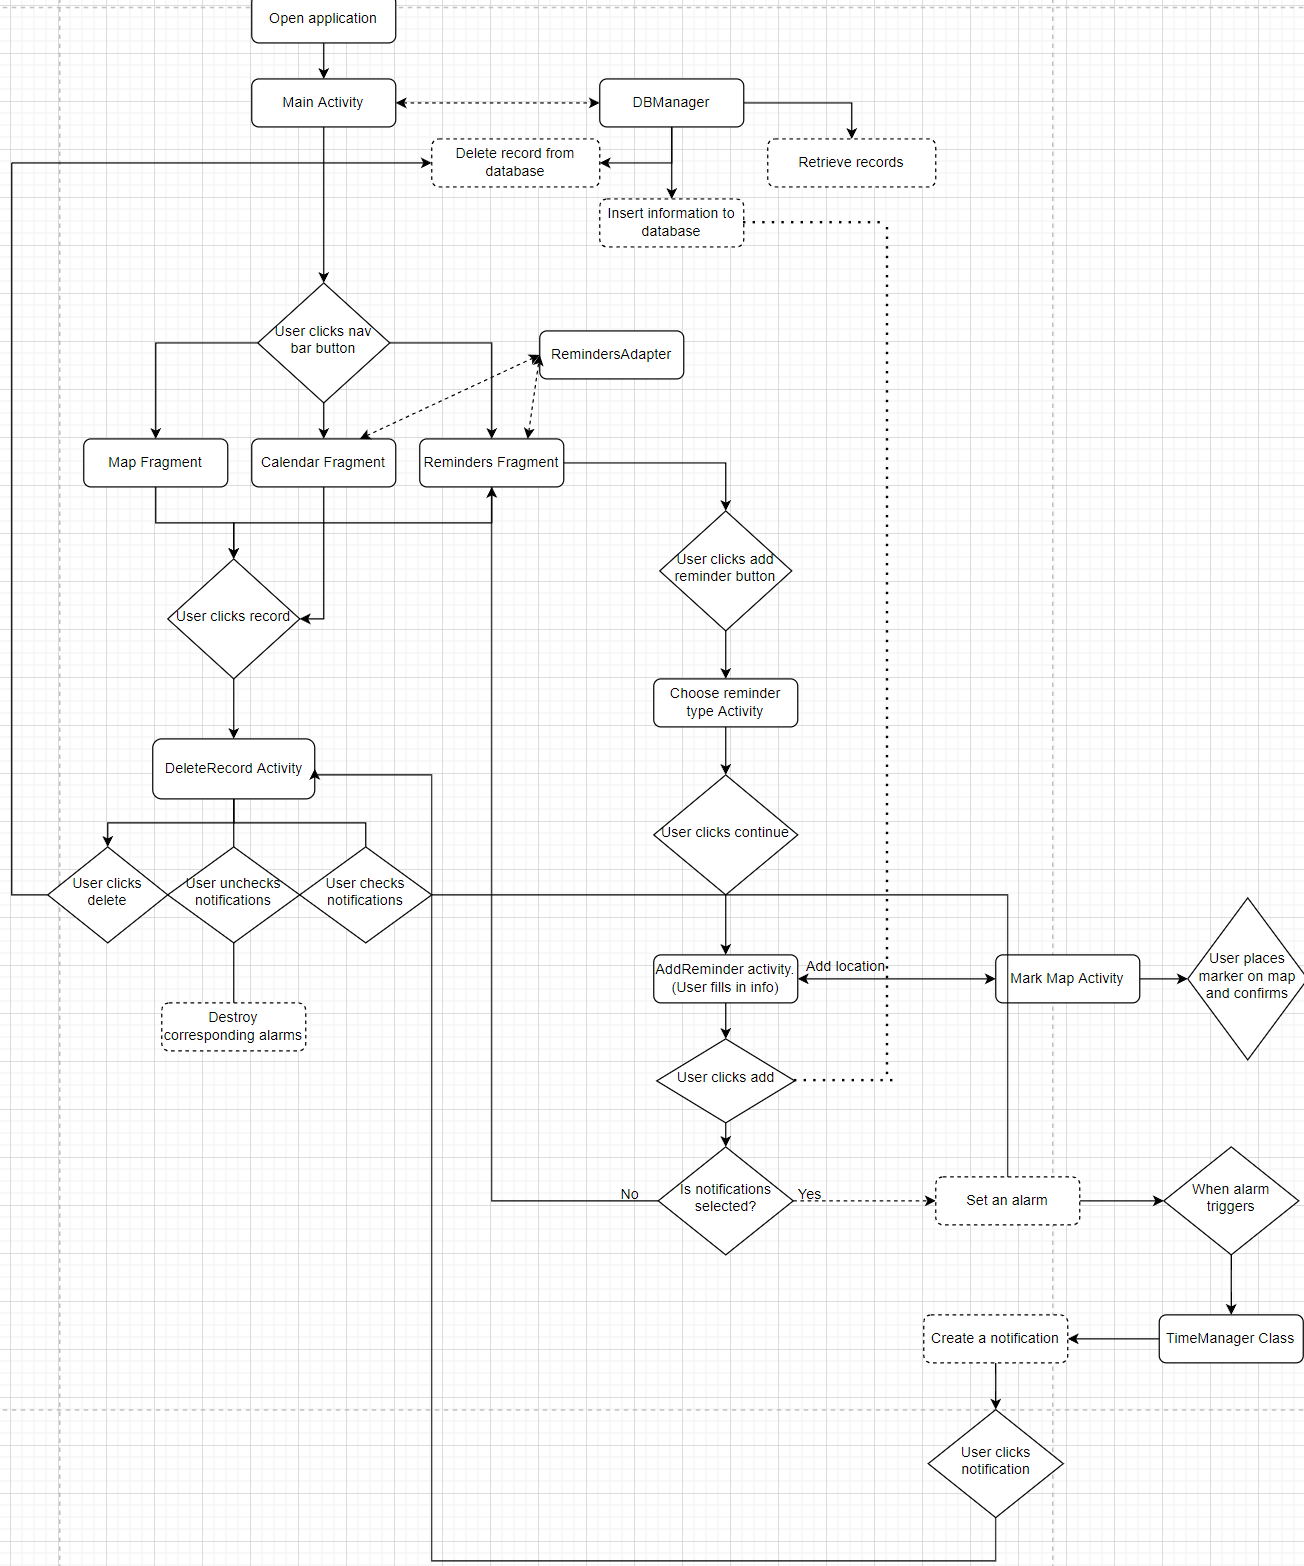 Open application
Main Activity
DBManager
Delete record from
database
Retrieve records
Insert information to
database
User clicks nav
bar button
RemindersAdapter
Map Fragment
Calendar Fragment
Reminders Fragment
User clicks add
reminder button
User clicks record
Choose reminder
type Activity
DeleteRecord Activity
User clicks continue
User clicks
delete
User unchecks
notifications
User checks
notifications
AddReminder activity.
(User fills in info)
Add location
Mark Map Activity
User places
marker on map
and confirms
Destroy
corresponding alarms
User clicks add
Is notifications
selected?
No
Yes
Set an alarm
When alarm
triggers
Create a notification
TimeManager Class
User clicks
notification